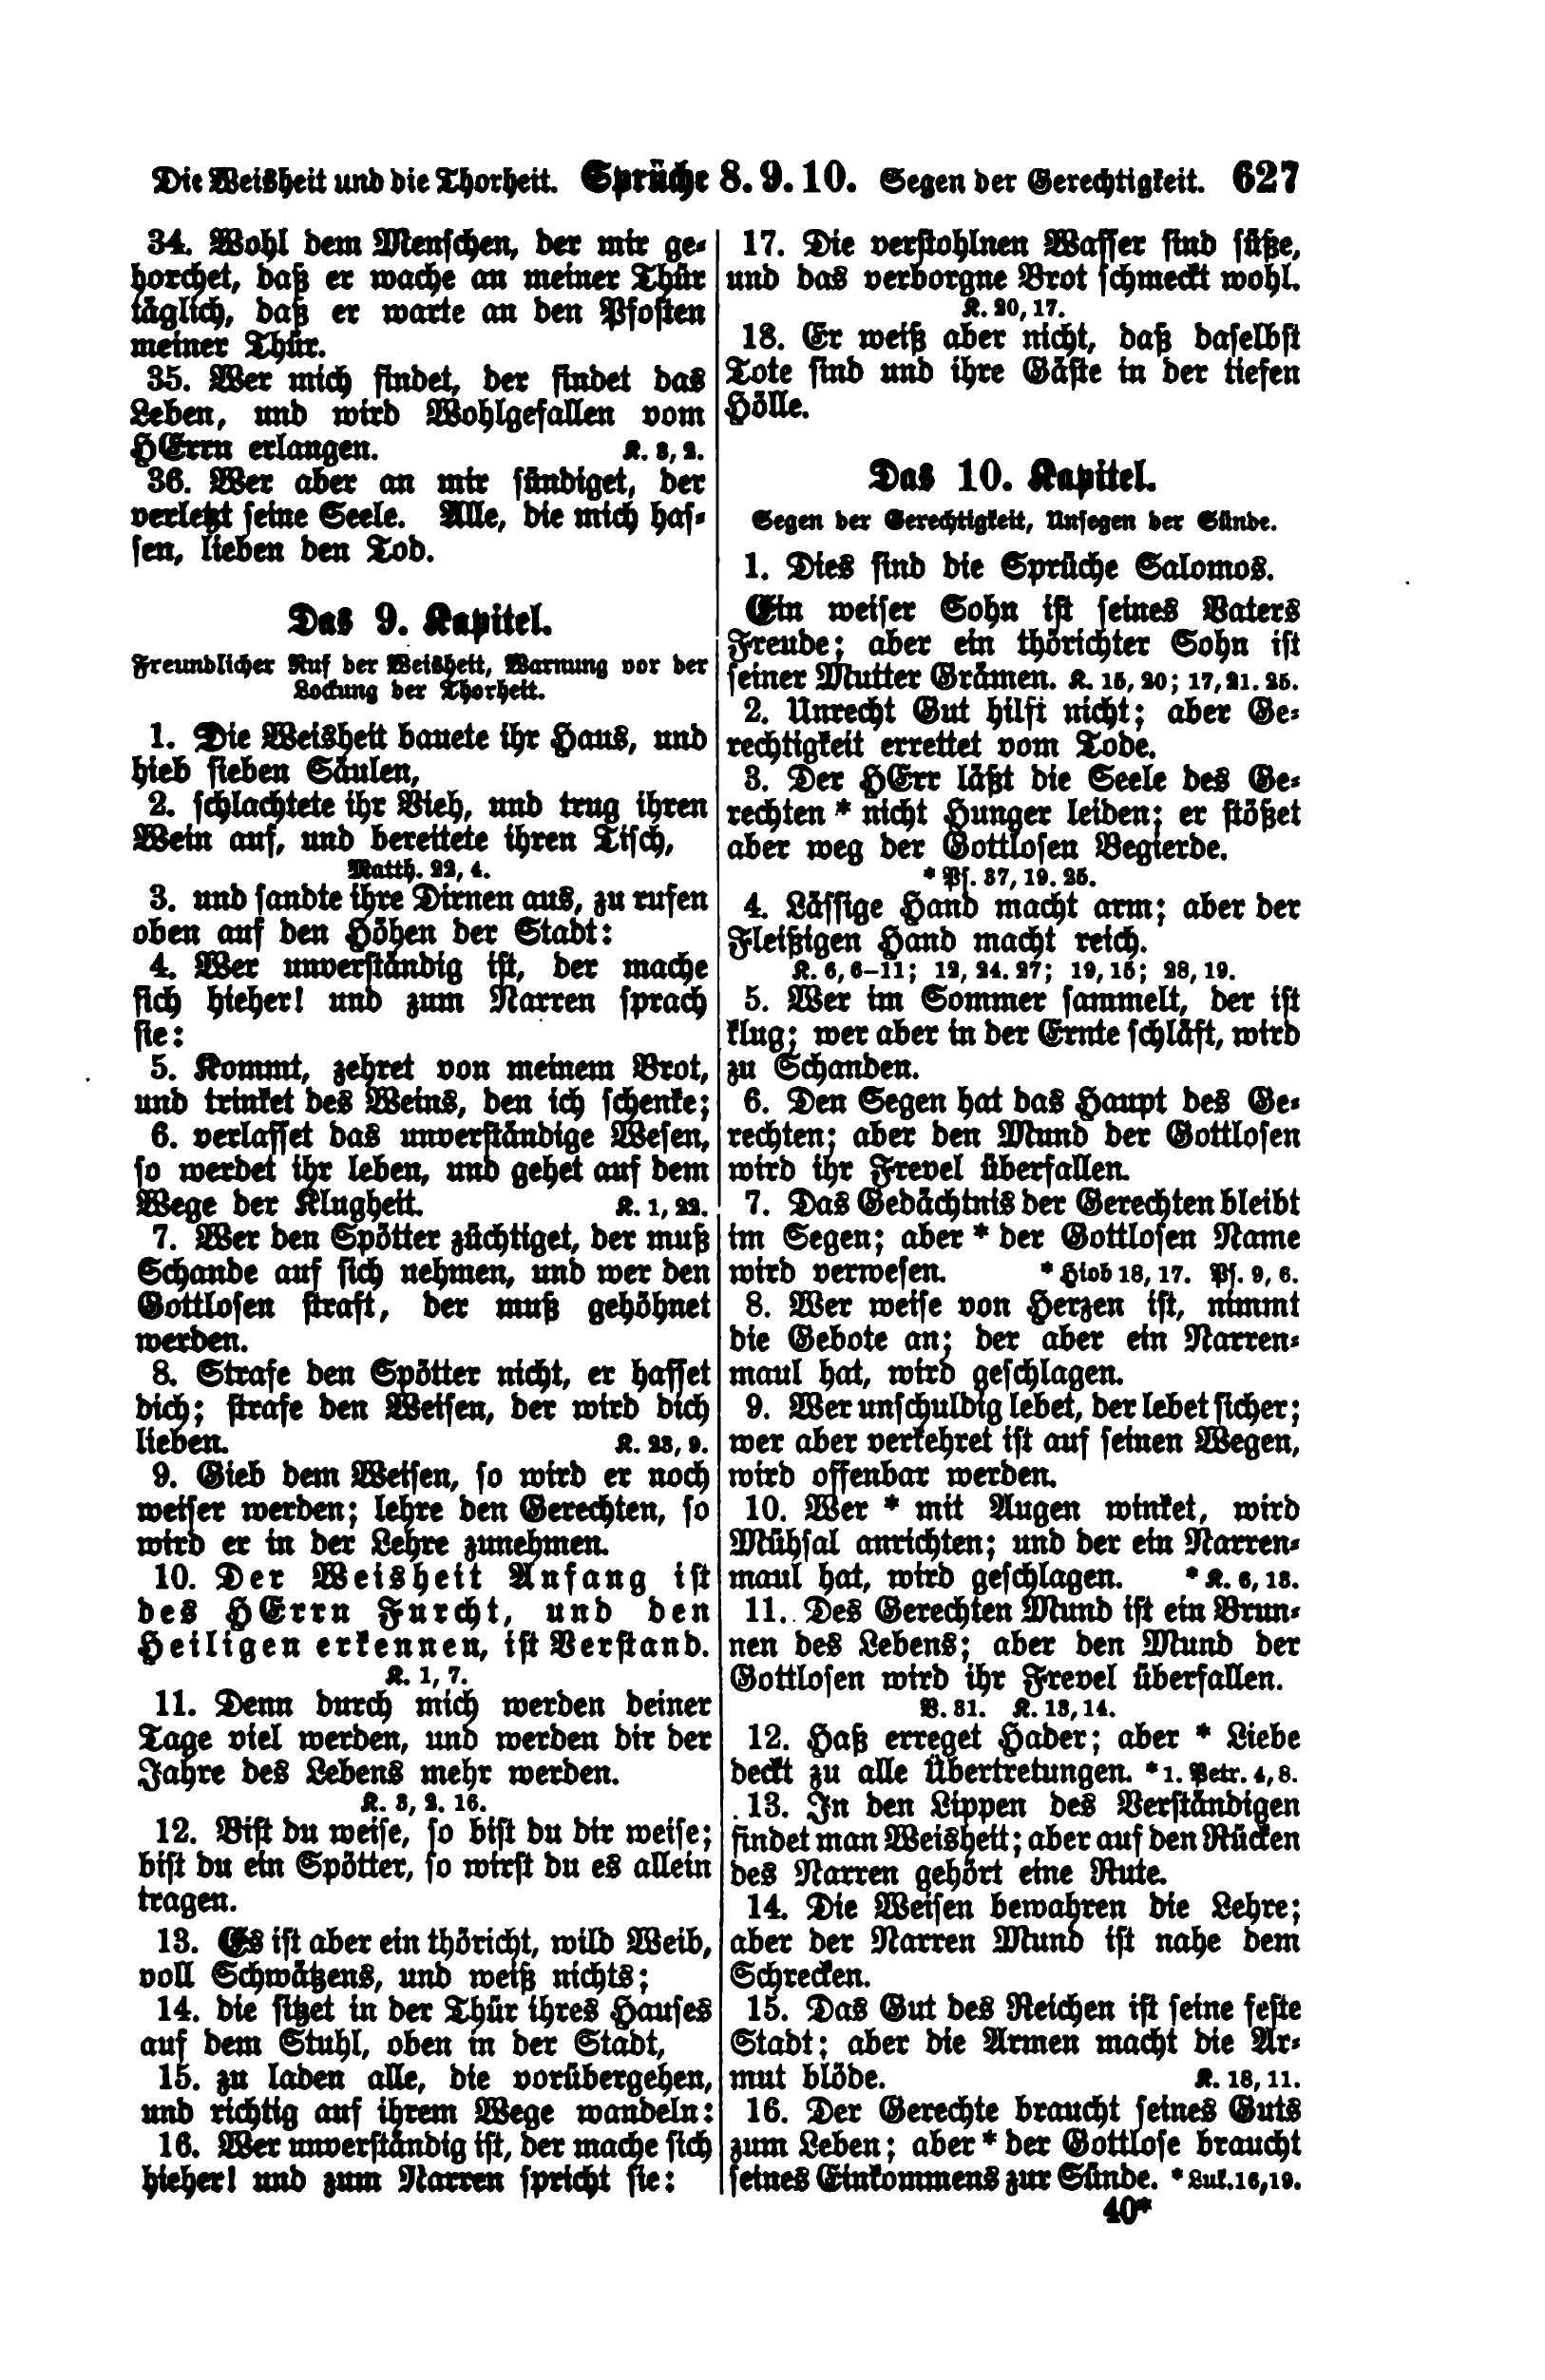 Die Weisheit und die Thorheit. Sprüche 8. 9. 10. Segen der Gerechtigkeit. 627
34. Wohl dem Menschen, der mir ge-
horchet, daß er wache an meiner Thür
täglich, daß er warte an den Pfosten
meiner Thür.
35. Wer mich findet, der findet das
Leben, und wird Wohlgefallen vom
HErrn erlangen. K. 3, 2.
36. Wer aber an mir sündiget, der
verletzt seine Seele. Alle, die mich has-
sen, lieben den Tod.
Das 9. Kapitel.
Freundlicher Ruf der Weisheit, Warnung vor der
Lockung der Thorheit.
1. Die Weisheit bauete ihr Haus, und
hieb sieben Säulen,
2. schlachtete ihr Vieh, und trug ihren
Wein auf, und bereitete ihren Tisch,
Matth. 22, 4.
3. und sandte ihre Dirnen aus, zu rufen
oben auf den Höhen der Stadt:
4. Wer unverständig ist, der mache
sich hieher! und zum Narren sprach
sie:
5. Kommt, zehret von meinem Brot,
und trinket des Weins, den ich schenke;
6. verlasset das unverständige Wesen,
so werdet ihr leben, und gehet auf dem
Wege der Klugheit. K. 1, 22.
7. Wer den Spötter züchtiget, der muß
Schande auf sich nehmen, und wer den
Gottlosen straft, der muß gehöhnet
werden.
8. Strafe den Spötter nicht, er hasset
dich; strafe den Weisen, der wird dich
lieben. K. 23, 9.
9. Gieb dem Weisen, so wird er noch
weiser werden; lehre den Gerechten, so
wird er in der Lehre zunehmen.
10. Der Weisheit Anfang ist
des HErrn Furcht, und den
Heiligen erkennen, ist Verstand.
K. 1, 7.
11. Denn durch mich werden deiner
Tage viel werden, und werden dir der
Jahre des Lebens mehr werden.
K. 3, 2. 16.
12. Bist du weise, so bist du dir weise;
bist du ein Spötter, so wirst du es allein
tragen.
13. Es ist aber ein thöricht, wild Weib,
voll Schwätzens, und weiß nichts;
14. die sitzet in der Thür ihres Hauses
auf dem Stuhl, oben in der Stadt,
15. zu laden alle, die vorübergehen,
und richtig auf ihrem Wege wandeln:
16. Wer unverständig ist, der mache sich
hieher! und zum Narren spricht sie:
17. Die verstohlnen Wasser sind süße,
und das verborgne Brot schmeckt wohl.
K. 20, 17.
18. Er weiß aber nicht, daß daselbst
Tote sind und ihre Gäste in der tiefen
Hölle.
Das 10. Kapitel.
Segen der Gerechtigkeit, Unsegen der Sünde.
1. Dies sind die Sprüche Salomos.
Ein weiser Sohn ist seines Vaters
Freude; aber ein thörichter Sohn ist
seiner Mutter Grämen. K. 15, 20; 17, 21. 25.
2. Unrecht Gut hilft nicht; aber Ge-
rechtigkeit errettet vom Tode.
3. Der HErr läßt die Seele des Ge-
rechten * nicht Hunger leiden; er stößet
aber weg der Gottlosen Begierde.
* Ps. 37, 19. 25.
4. Lässige Hand macht arm; aber der
Fleißigen Hand macht reich.
K. 6, 6–11; 12, 24. 27; 19, 15; 28, 19.
5. Wer im Sommer sammelt, der ist
klug; wer aber in der Ernte schläft, wird
zu Schanden.
6. Den Segen hat das Haupt des Ge-
rechten; aber den Mund der Gottlosen
wird ihr Frevel überfallen.
7. Das Gedächtnis der Gerechten bleibt
im Segen; aber * der Gottlosen Name
wird verwesen. * Hiob 18, 17. Ps. 9, 6.
8. Wer weise von Herzen ist, nimmt
die Gebote an; der aber ein Narren-
maul hat, wird geschlagen.
9. Wer unschuldig lebet, der lebet sicher;
wer aber verkehret ist auf seinen Wegen,
wird offenbar werden.
10. Wer * mit Augen winket, wird
Mühsal anrichten; und der ein Narren-
maul hat, wird geschlagen. * K. 6, 13.
11. Des Gerechten Mund ist ein Brun-
nen des Lebens; aber den Mund der
Gottlosen wird ihr Frevel überfallen.
V. 31. K. 13, 14.
12. Haß erreget Hader; aber * Liebe
deckt zu alle Übertretungen. * 1. Petr. 4, 8.
13. In den Lippen des Verständigen
findet man Weisheit; aber auf den Rücken
des Narren gehört eine Rute.
14. Die Weisen bewahren die Lehre;
aber der Narren Mund ist nahe dem
Schrecken.
15. Das Gut des Reichen ist seine feste
Stadt; aber die Armen macht die Ar-
mut blöde. K. 18, 11.
16. Der Gerechte braucht seines Guts
zum Leben; aber * der Gottlose braucht
seines Einkommens zur Sünde. * Luk. 16, 19.
40*